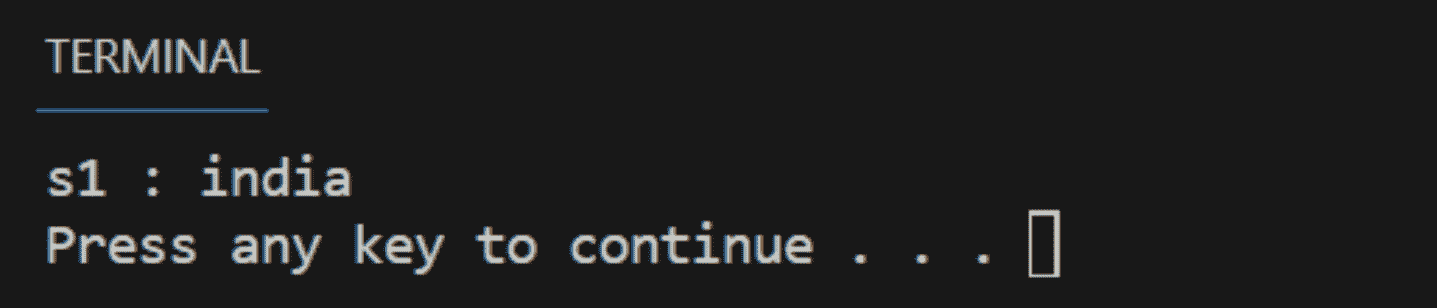 TERMINAL
s1 : india
Press any key to continue . . .